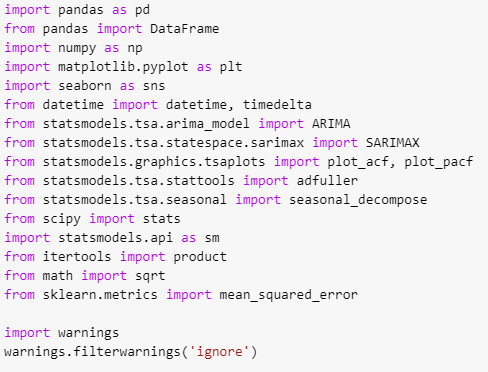 import pandas as pd
from pandas import DataFrame
import numpy as np
import matplotlib.pyplot as plt
import seaborn as sns
from datetime import datetime, timedelta
from statsmodels.tsa.arima_model import ARIMA
from statsmodels.tsa.statespace.sarimax import SARIMAX
from statsmodels.graphics.tsaplots import plot_acf, plot_pacf
from statsmodels.tsa.stattools import adfuller
from statsmodels.tsa.seasonal import seasonal_decompose
from scipy import stats
import statsmodels.api as sm
from itertools import product
from math import sqrt
from sklearn.metrics import mean_squared_error

import warnings
warnings.filterwarnings('ignore')